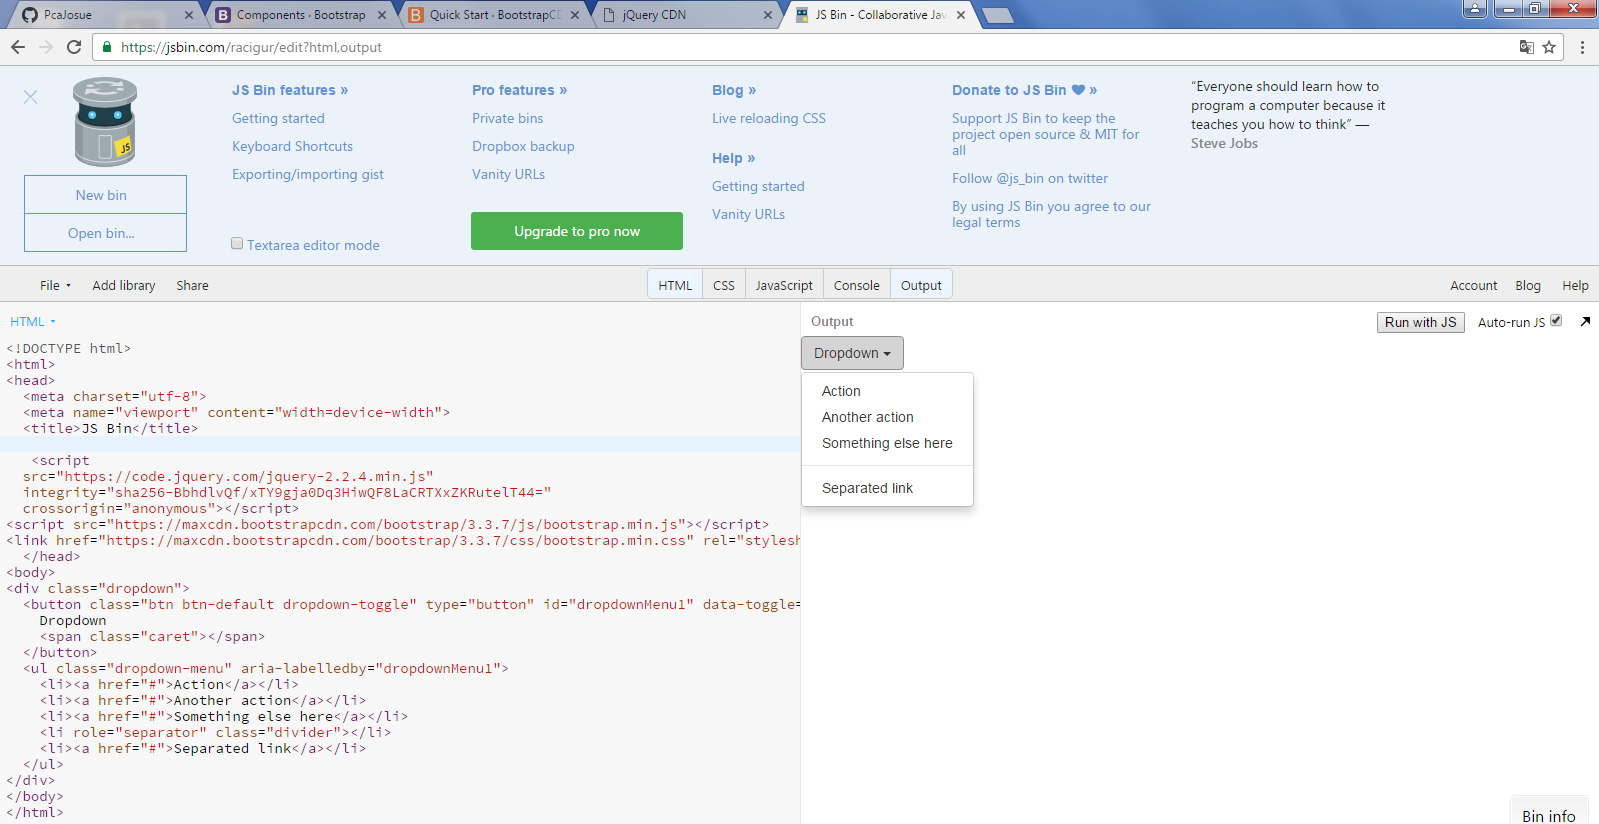 PcaJosue
Components · Bootstrap
Quick Start · BootstrapCD
jQuery CDN
JS Bin - Collaborative Jav
https://jsbin.com/racigur/edit?html,output
JS
New bin
Open bin...
JS Bin features »
Getting started
Keyboard Shortcuts
Exporting/importing gist
Textarea editor mode
Pro features »
Private bins
Dropbox backup
Vanity URLs
Upgrade to pro now
Blog »
Live reloading CSS
Help »
Getting started
Vanity URLs
Donate to JS Bin ♥ »
Support JS Bin to keep the
project open source & MIT for
all
Follow @js_bin on twitter
By using JS Bin you agree to our
legal terms
“Everyone should learn how to
program a computer because it
teaches you how to think” —
Steve Jobs
File
Add library
Share
HTML
CSS
JavaScript
Console
Output
Account
Blog
Help
HTML
<!DOCTYPE html>
<html>
<head>
<meta charset="utf-8">
<meta name="viewport" content="width=device-width">
<title>JS Bin</title>
<script
src="https://code.jquery.com/jquery-2.2.4.min.js"
integrity="sha256-BbhdlvQf/xTY9gja0Dq3HiwQF8LaCRTXxZKRutelT44="
crossorigin="anonymous"></script>
<script src="https://maxcdn.bootstrapcdn.com/bootstrap/3.3.7/js/bootstrap.min.js"></script>
<link href="https://maxcdn.bootstrapcdn.com/bootstrap/3.3.7/css/bootstrap.min.css" rel="stylesh
</head>
<body>
<div class="dropdown">
<button class="btn btn-default dropdown-toggle" type="button" id="dropdownMenu1" data-toggle=
Dropdown
<span class="caret"></span>
</button>
<ul class="dropdown-menu" aria-labelledby="dropdownMenu1">
<li><a href="#">Action</a></li>
<li><a href="#">Another action</a></li>
<li><a href="#">Something else here</a></li>
<li role="separator" class="divider"></li>
<li><a href="#">Separated link</a></li>
</ul>
</div>
</body>
</html>
Output
Run with JS
Auto-run JS
Dropdown
Action
Another action
Something else here
Separated link
Bin info